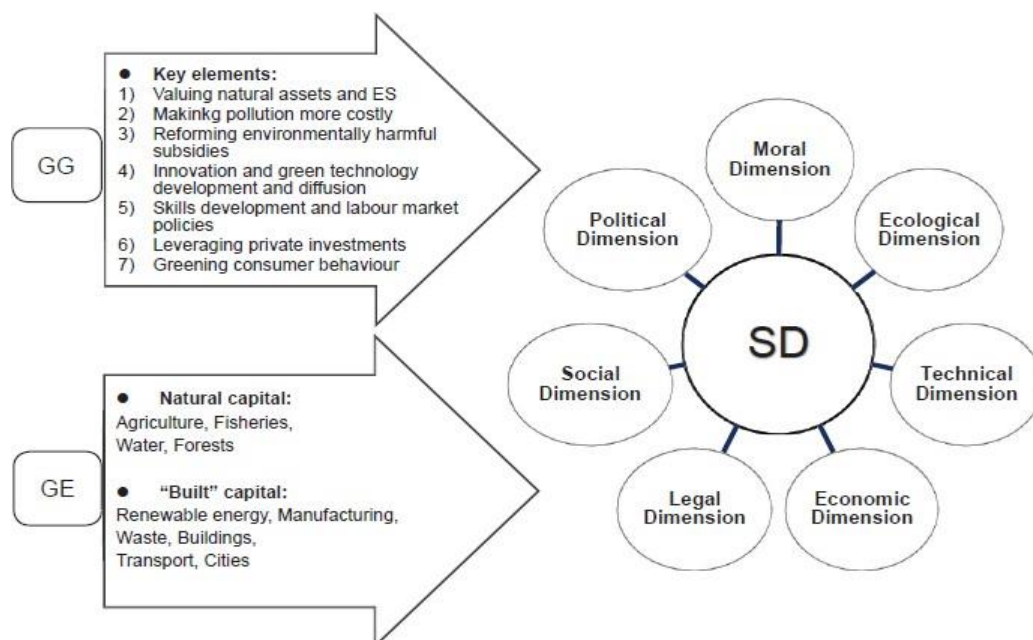 GG
● Key elements:
1) Valuing natural assets and ES
2) Makinkg pollution more costly
3) Reforming environmentally harmful
subsidies
4) Innovation and green technology
development and diffusion
5) Skills development and labour market
policies
6) Leveraging private investments
7) Greening consumer behaviour
GE
● Natural capital:
Agriculture, Fisheries,
Water, Forests
● “Built” capital:
Renewable energy, Manufacturing,
Waste, Buildings,
Transport, Cities
SD
Moral
Dimension
Ecological
Dimension
Technical
Dimension
Economic
Dimension
Legal
Dimension
Social
Dimension
Political
Dimension